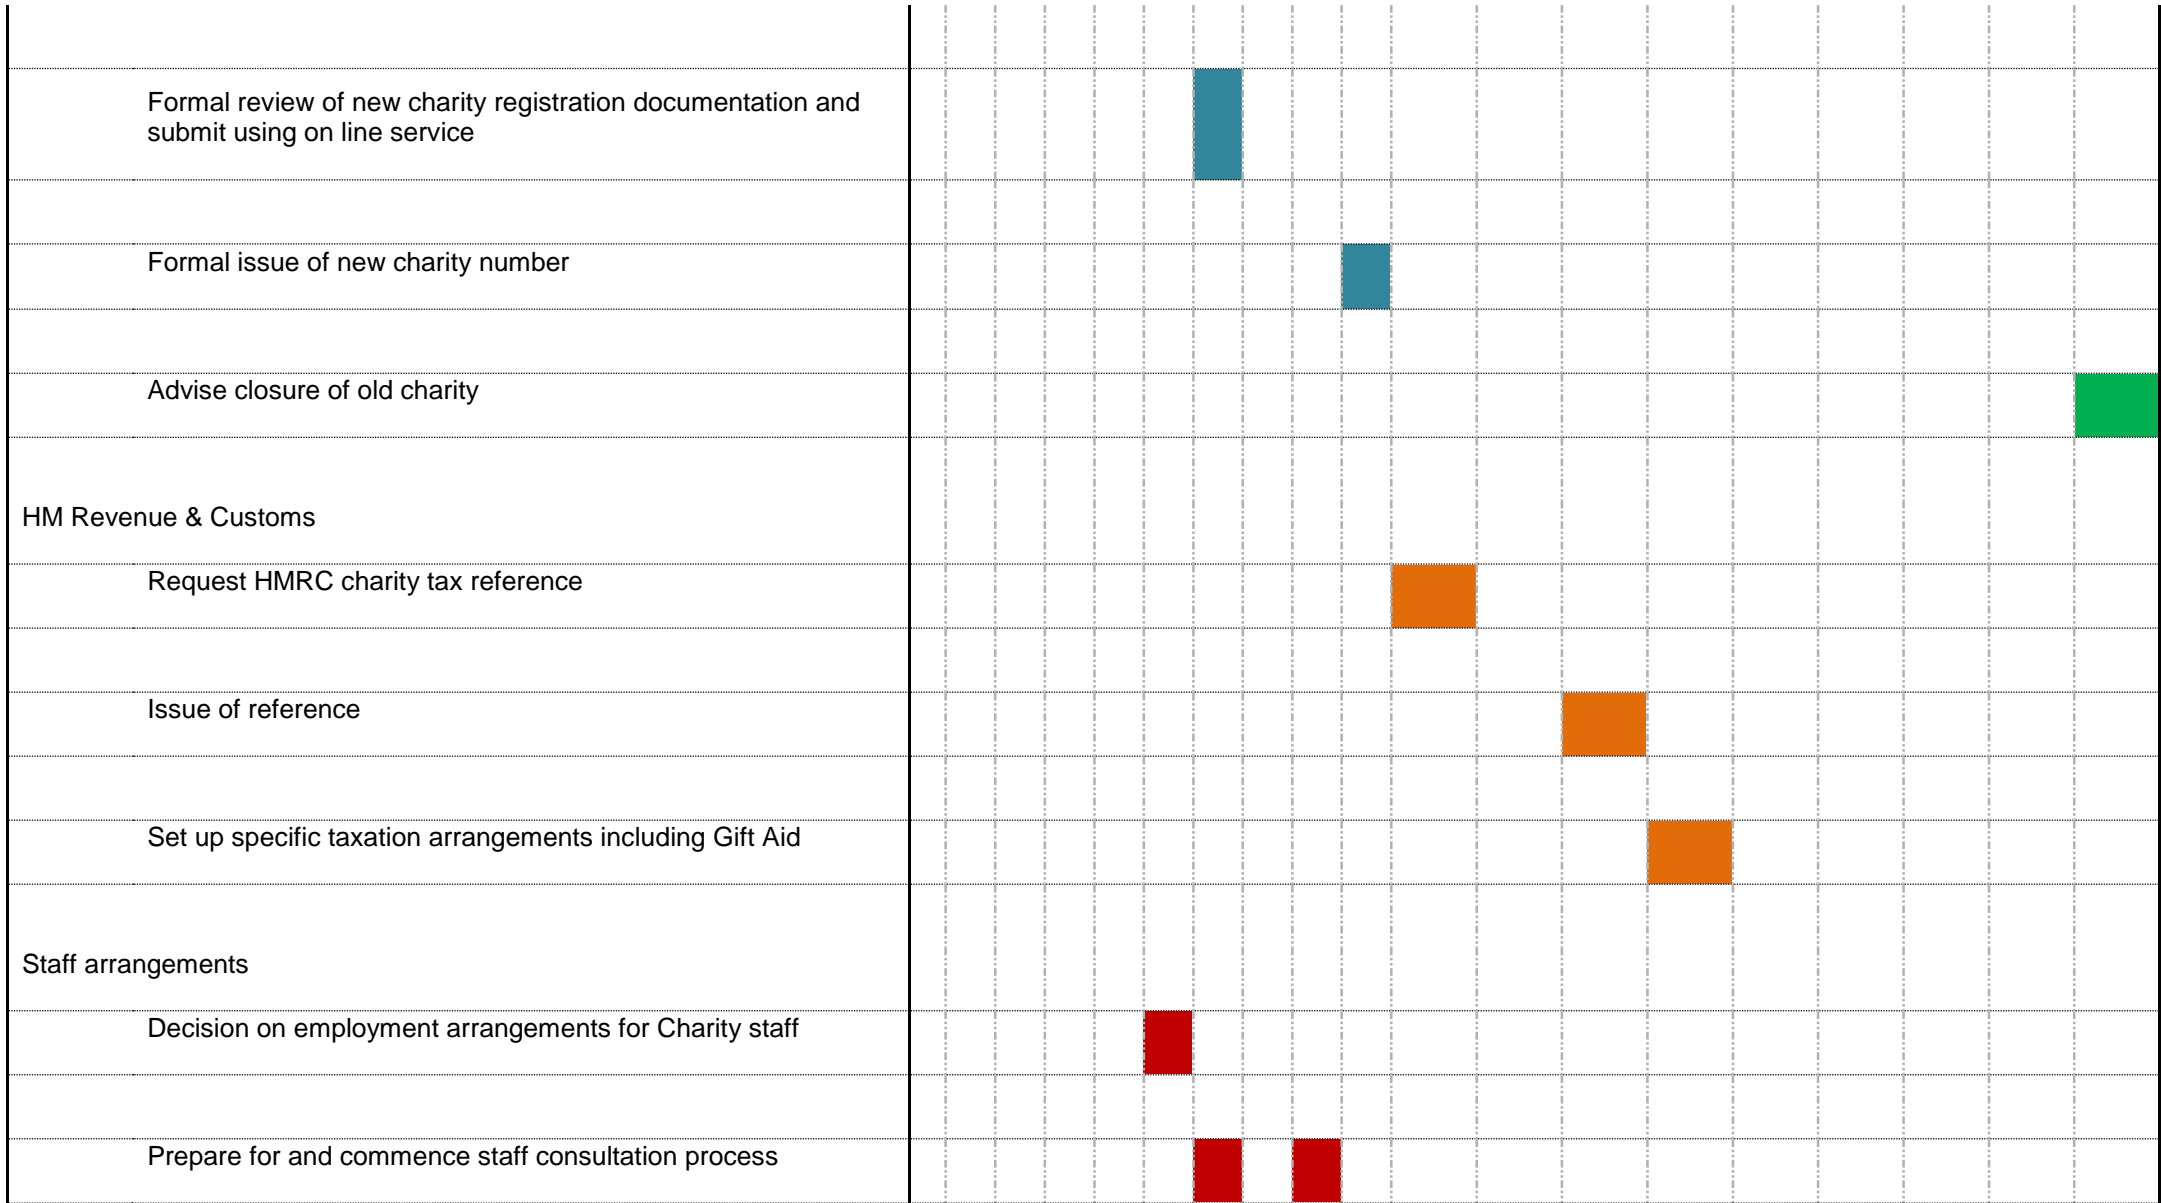 Formal review of new charity registration documentation and
submit using on line service
Formal issue of new charity number
Advise closure of old charity
HM Revenue & Customs
Request HMRC charity tax reference
Issue of reference
Set up specific taxation arrangements including Gift Aid
Staff arrangements
Decision on employment arrangements for Charity staff
Prepare for and commence staff consultation process